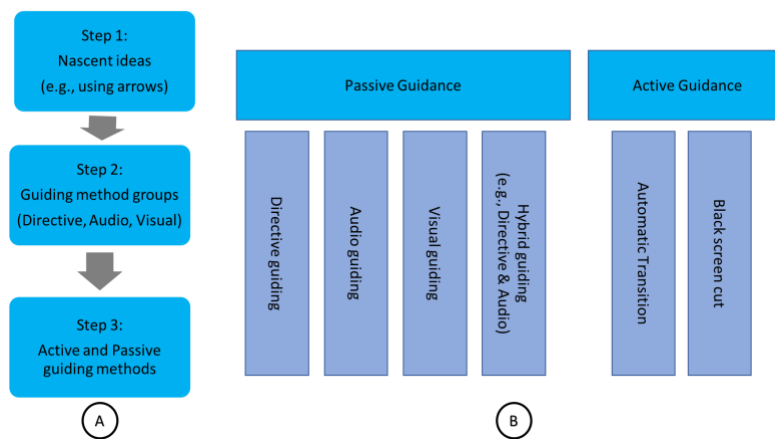 Step 1:
Nascent ideas
(e.g., using arrows)
Step 2:
Guiding method groups
(Directive, Audio, Visual)
Step 3:
Active and Passive
guiding methods
A
Passive Guidance
Directive guiding
Audio guiding
Visual guiding
Hybrid guiding
(e.g., Directive & Audio)
Active Guidance
Automatic Transition
Black screen cut
B